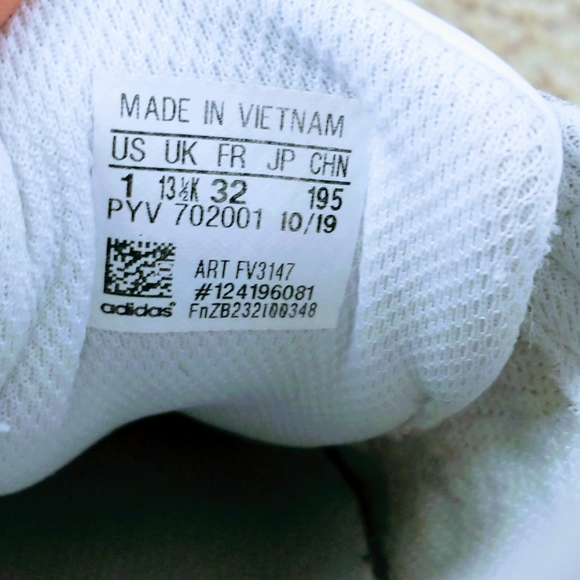 MADE IN VIETNAM
US UK FR JP CHN
1 13½K 32 195
PYV 702001 10/19
ART FV3147
#124196081
adidas® FnZB232I00348